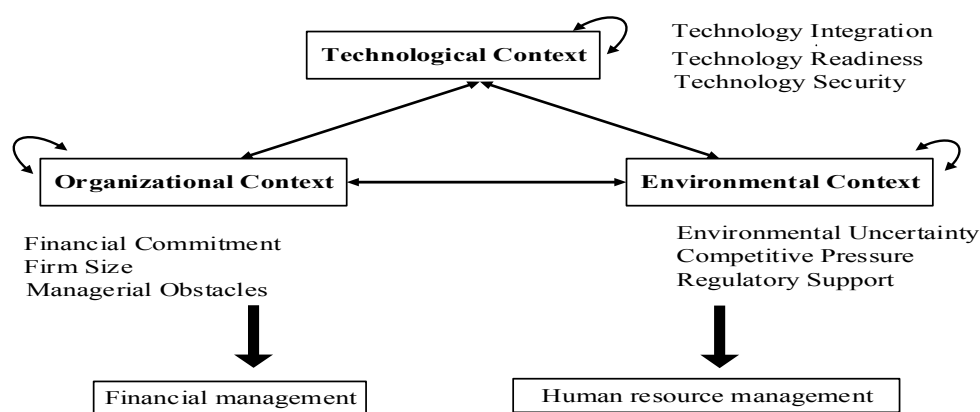 Technological Context
Technology Integration
Technology Readiness
Technology Security
Organizational Context
Environmental Context
Financial Commitment
Firm Size
Managerial Obstacles
Environmental Uncertainty
Competitive Pressure
Regulatory Support
Financial management
Human resource management